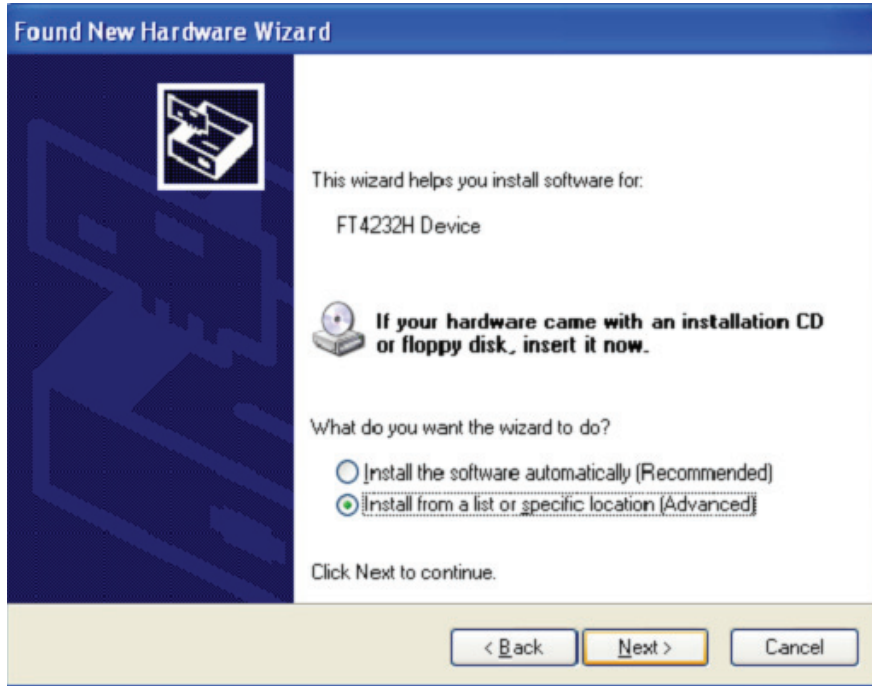 Found New Hardware Wizard
This wizard helps you install software for:
FT4232H Device
If your hardware came with an installation CD
or floppy disk, insert it now.
What do you want the wizard to do?
Install the software automatically (Recommended)
Install from a list or specific location (Advanced)
Click Next to continue.
< Back Next > Cancel